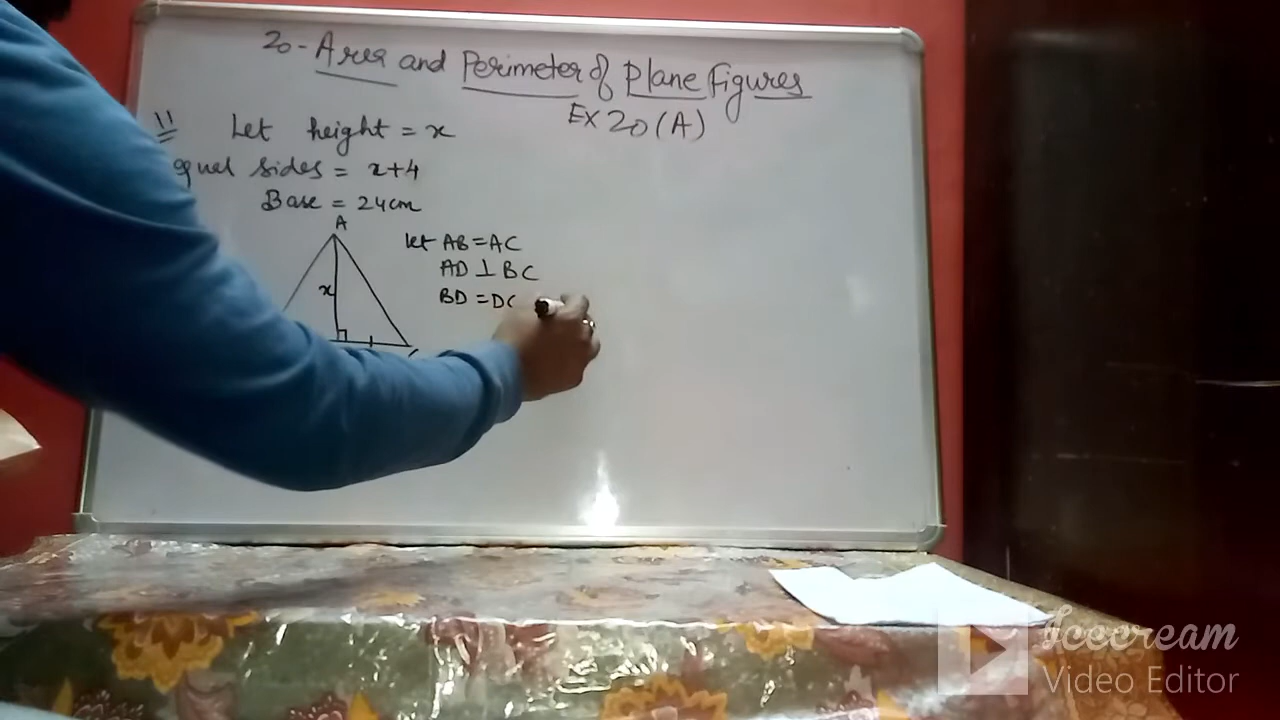 20 - Area and Perimeter of Plane Figures
Ex 20 (A)
11 Let height = x
equal sides = x+4
Base = 24cm
A
let AB = AC
AD ⊥ BC
BD = DC
x
C
Icecream
Video Editor